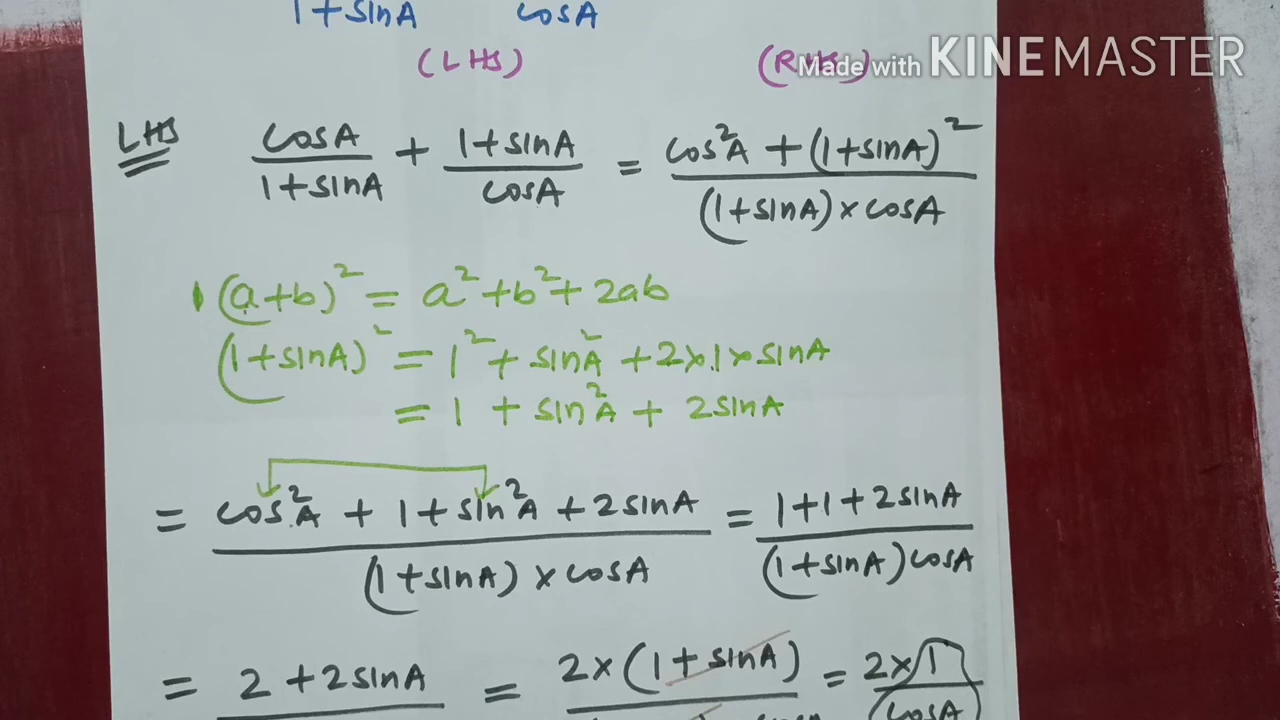 1+sinA cosA
(LHS) (RHS)
Made with KINEMASTER
LHS cosA/1+sinA + 1+sinA/cosA = cos²A+(1+sinA)²/(1+sinA)×cosA
(a+b)² = a²+b²+2ab
(1+sinA)² = 1²+sin²A+2×1×sinA
= 1 + sin²A + 2sinA
= cos²A + 1+sin²A +2sinA/(1+sinA)×cosA = 1+1+2sinA/(1+sinA)cosA
= 2+2sinA = 2×(1+sinA) = 2×1/cosA